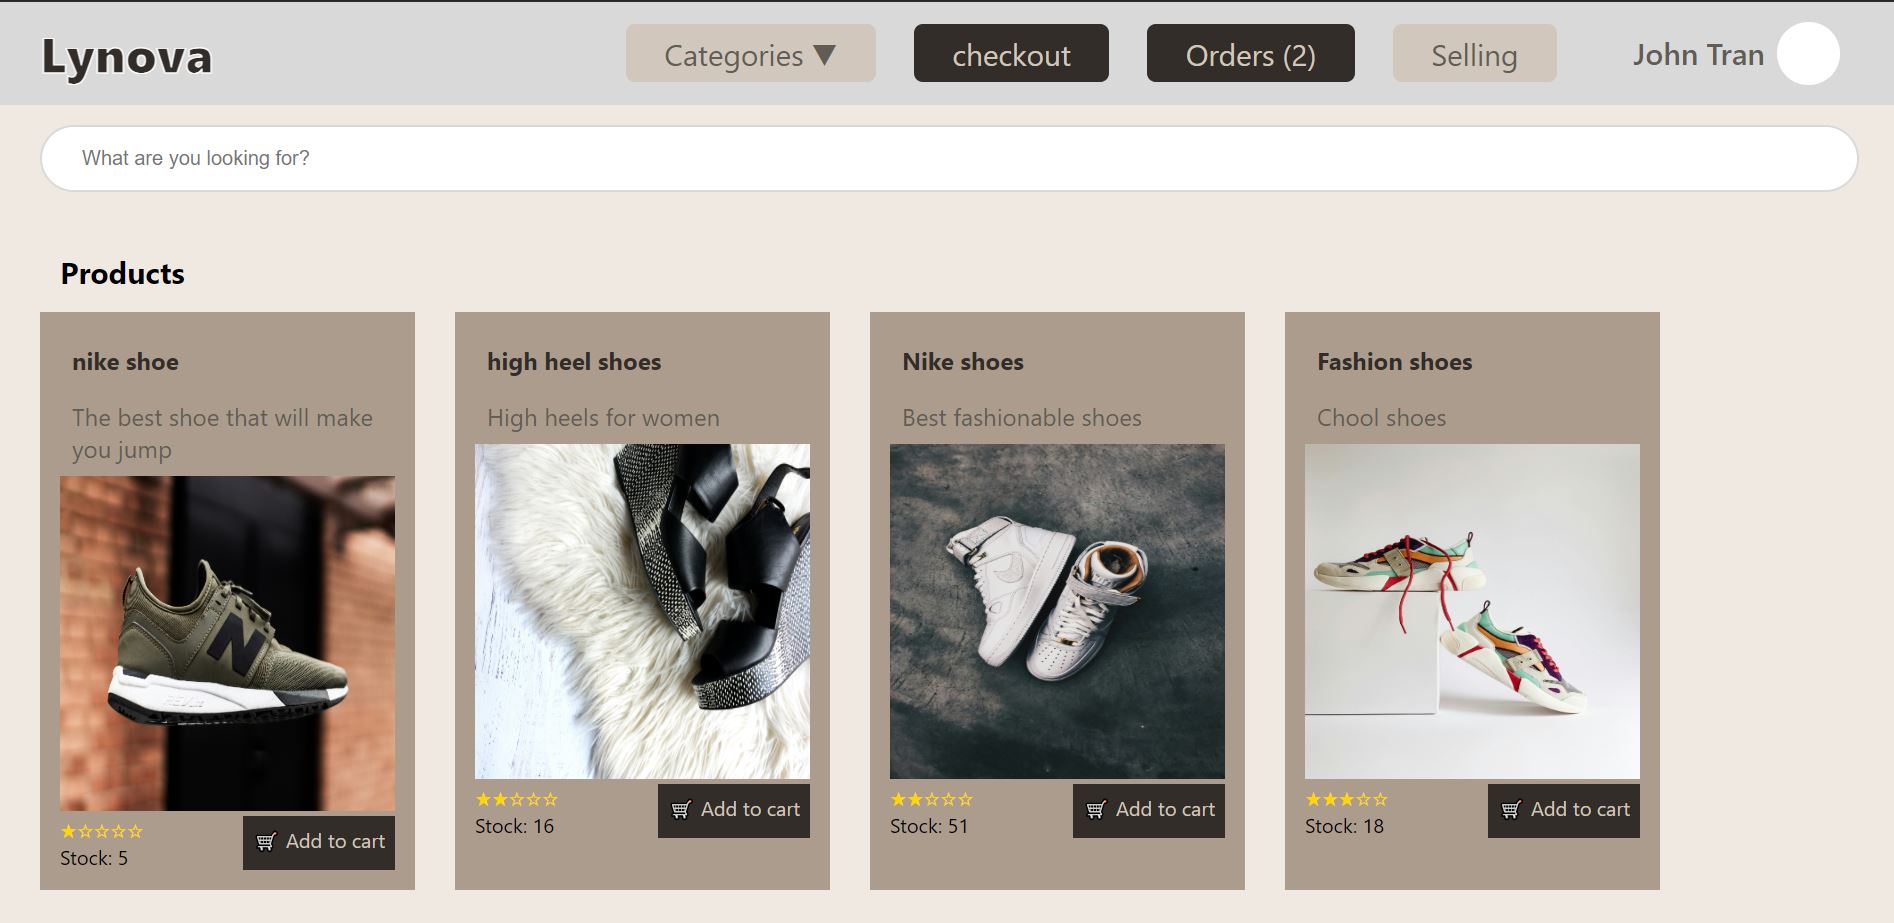 Lynova
Categories ▼
checkout
Orders (2)
Selling
John Tran
What are you looking for?
Products
nike shoe
The best shoe that will make
you jump
N
★☆☆☆☆
Stock: 5
🛒 Add to cart
high heel shoes
High heels for women
★★☆☆☆
Stock: 16
🛒 Add to cart
Nike shoes
Best fashionable shoes
★★☆☆☆
Stock: 51
🛒 Add to cart
Fashion shoes
Chool shoes
★★★☆☆
Stock: 18
🛒 Add to cart